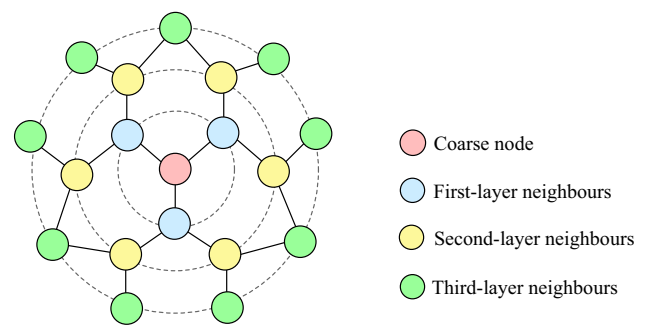 Coarse node
First-layer neighbours
Second-layer neighbours
Third-layer neighbours